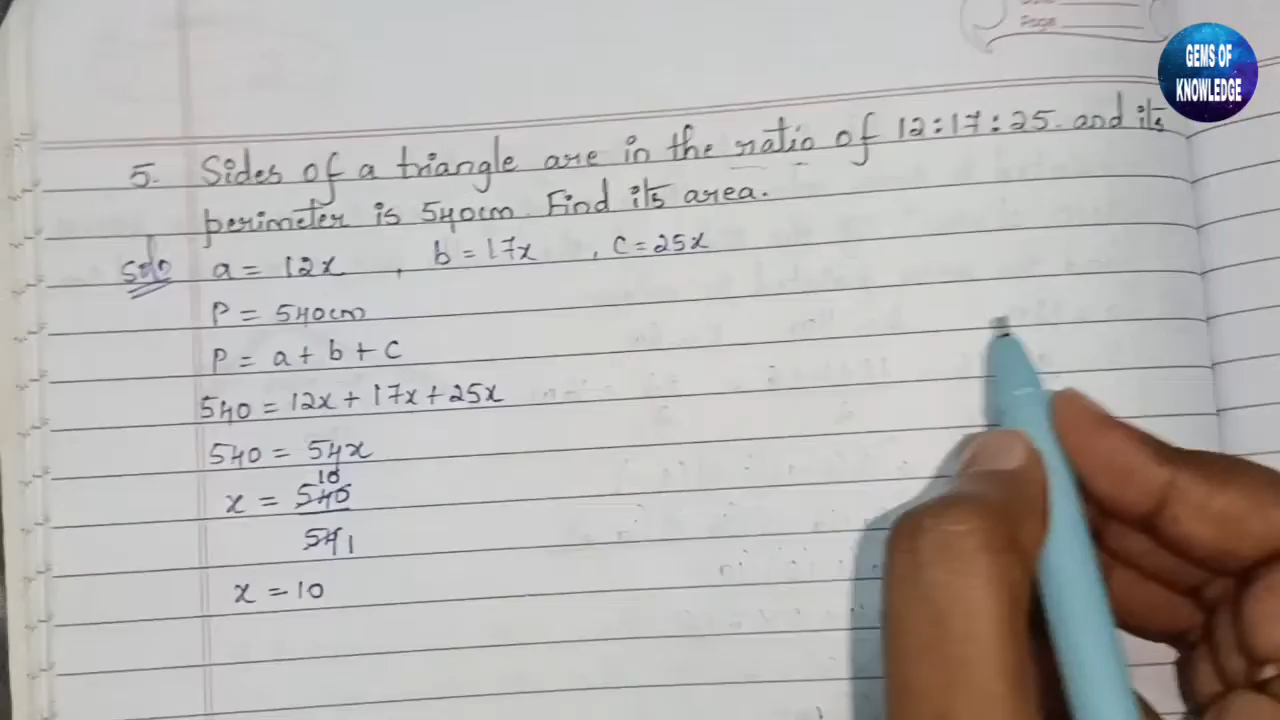 Page
GEMS OF
KNOWLEDGE
5. Sides of a triangle are in the ratio of 12:17:25. and its
perimeter is 540cm. Find its area.
Soln a = 12x , b = 17x , c = 25x
P = 540cm
P = a + b + c
540 = 12x + 17x + 25x
540 = 54x
10
x = 540
54 1
x = 10